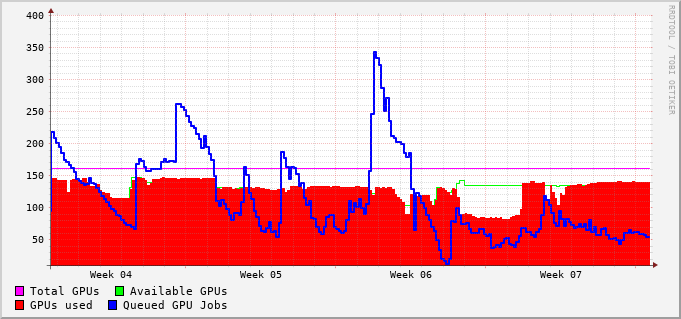 400
350
300
250
200
150
100
50
Week 04 Week 05 Week 06 Week 07
Total GPUs Available GPUs
GPUs used Queued GPU Jobs
RRDTOOL / TOBI OETIKER